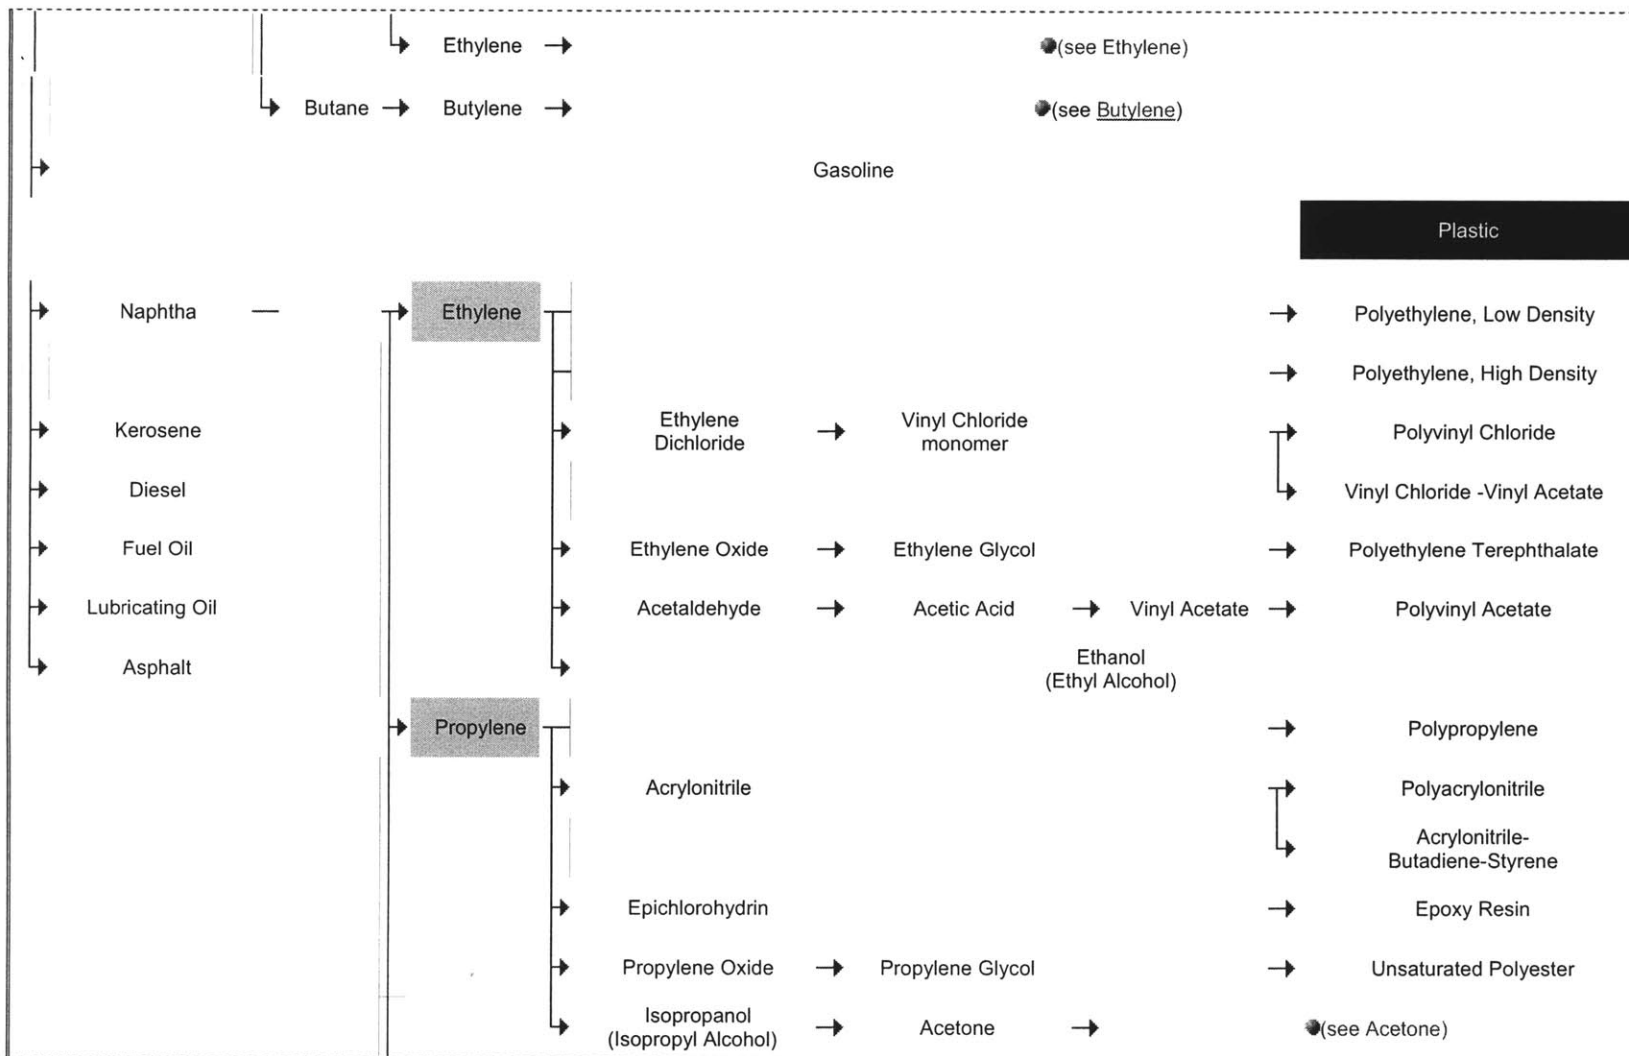 Ethylene (see Ethylene)
Butane Butylene (see Butylene)
Gasoline
Plastic
Naphtha Ethylene Polyethylene, Low Density
Polyethylene, High Density
Kerosene Ethylene Dichloride Vinyl Chloride monomer Polyvinyl Chloride
Diesel Vinyl Chloride -Vinyl Acetate
Fuel Oil Ethylene Oxide Ethylene Glycol Polyethylene Terephthalate
Lubricating Oil Acetaldehyde Acetic Acid Vinyl Acetate Polyvinyl Acetate
Asphalt Ethanol
(Ethyl Alcohol)
Propylene Polypropylene
Acrylonitrile Polyacrylonitrile
Acrylonitrile-
Butadiene-Styrene
Epichlorohydrin Epoxy Resin
Propylene Oxide Propylene Glycol Unsaturated Polyester
Isopropanol
(Isopropyl Alcohol) Acetone (see Acetone)